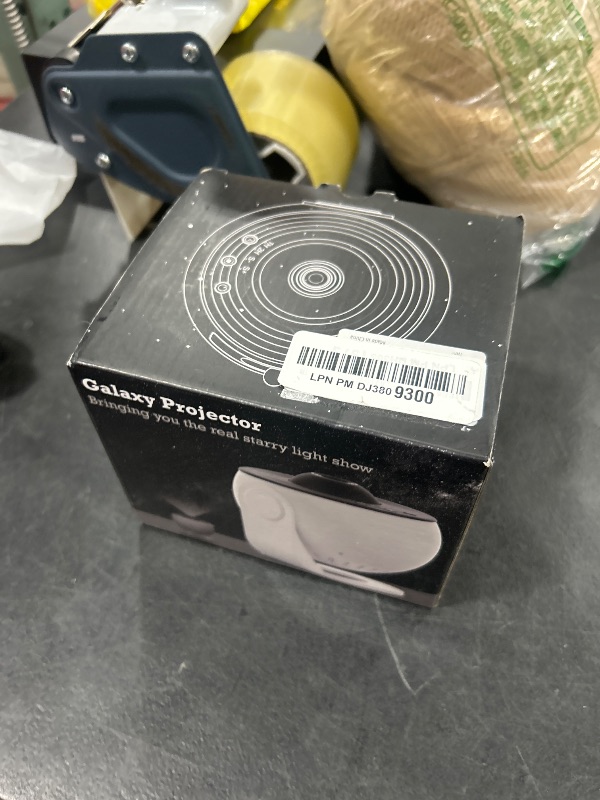 LPN PM DJ380 9300
Galaxy Projector
Bringing you the real starry light show